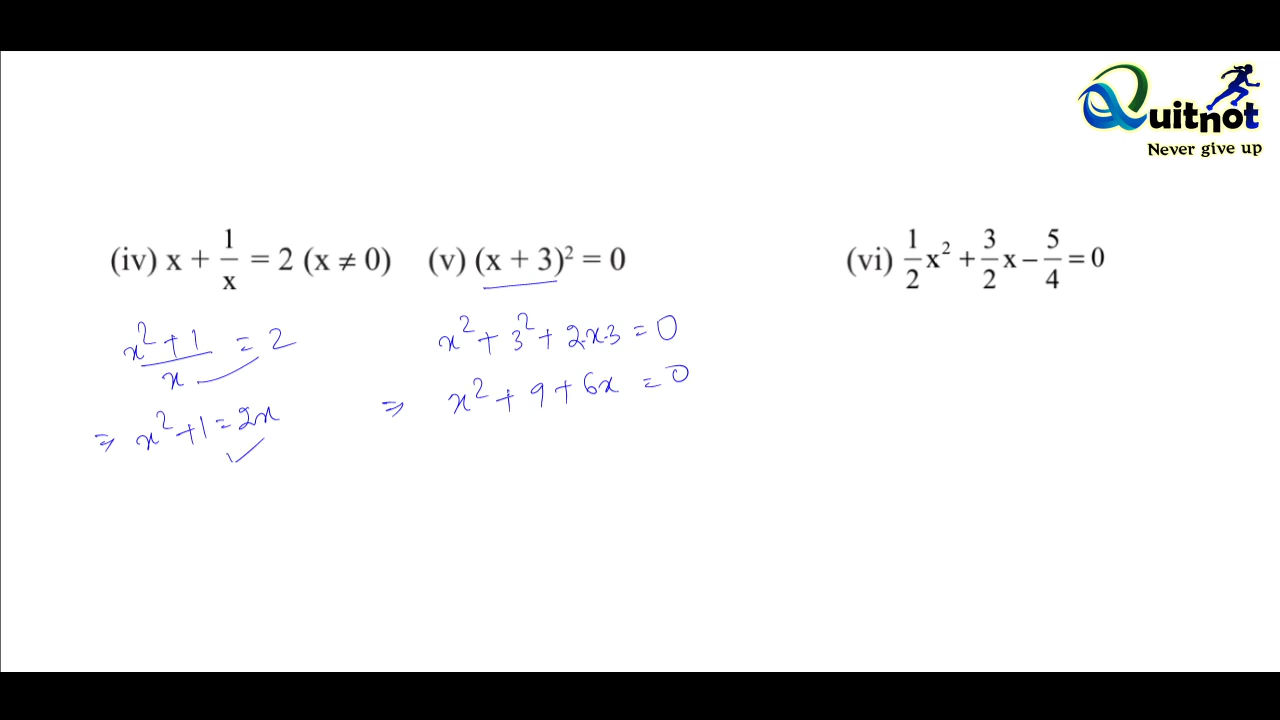 Quitnot
Never give up
(iv) x + 1/x = 2 (x ≠ 0) (v) (x + 3)² = 0 (vi) 1/2 x² + 3/2 x − 5/4 = 0
x² + 1 / x = 2
⇒ x² + 1 = 2x
x² + 3² + 2·x·3 = 0
⇒ x² + 9 + 6x = 0